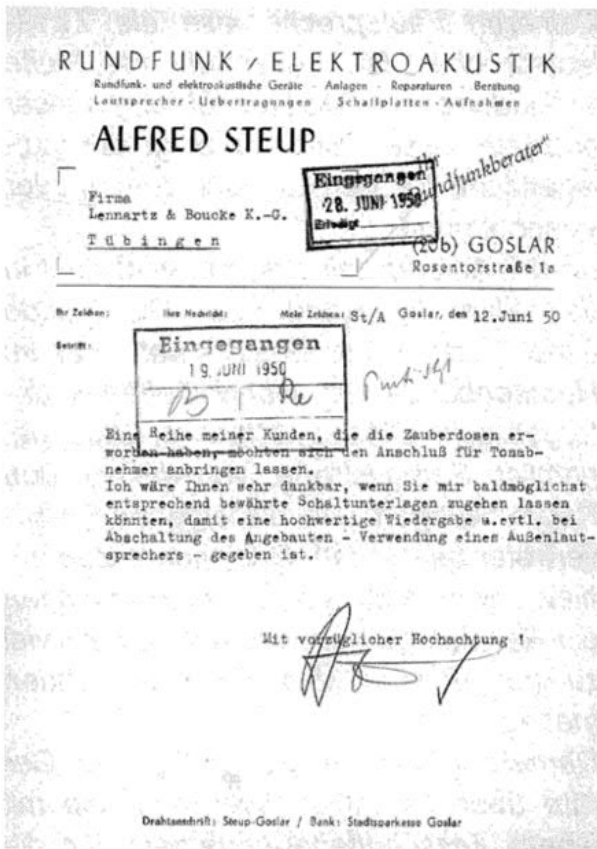 RUNDFUNK / ELEKTROAKUSTIK
Rundfunk- und elektroakustische Geräte - Anlagen - Reparaturen - Beratung
Lautsprecher-Uebertragungen - Schallplatten-Aufnahmen
ALFRED STEUP
Ihr
„Rundfunkberater"
Eingegangen
28. JUNI 1950
Erledigt
Firma
Lennartz & Boucke K.-G.
Tübingen
(20b) GOSLAR
Rosentorstraße 1a
Ihr Zeichen: Ihre Nachricht: Mein Zeichen: St/A Goslar, den 12.Juni 50
Betrifft:
Eingegangen
19. JUNI 1950
B Re
Eine Reihe meiner Kunden, die die Zauberdosen er-
worben haben, möchten sich den Anschluß für Tonab-
nehmer anbringen lassen.
Ich wäre Ihnen sehr dankbar, wenn Sie mir baldmöglichst
entsprechend bewährte Schaltunterlagen zugehen lassen
könnten, damit eine hochwertige Wiedergabe u.evtl. bei
Abschaltung des Angebauten - Verwendung eines Außenlaut-
sprechers - gegeben ist.
Mit vorzüglicher Hochachtung !
Drahtanschrift: Steup-Goslar / Bank: Stadtsparkasse Goslar